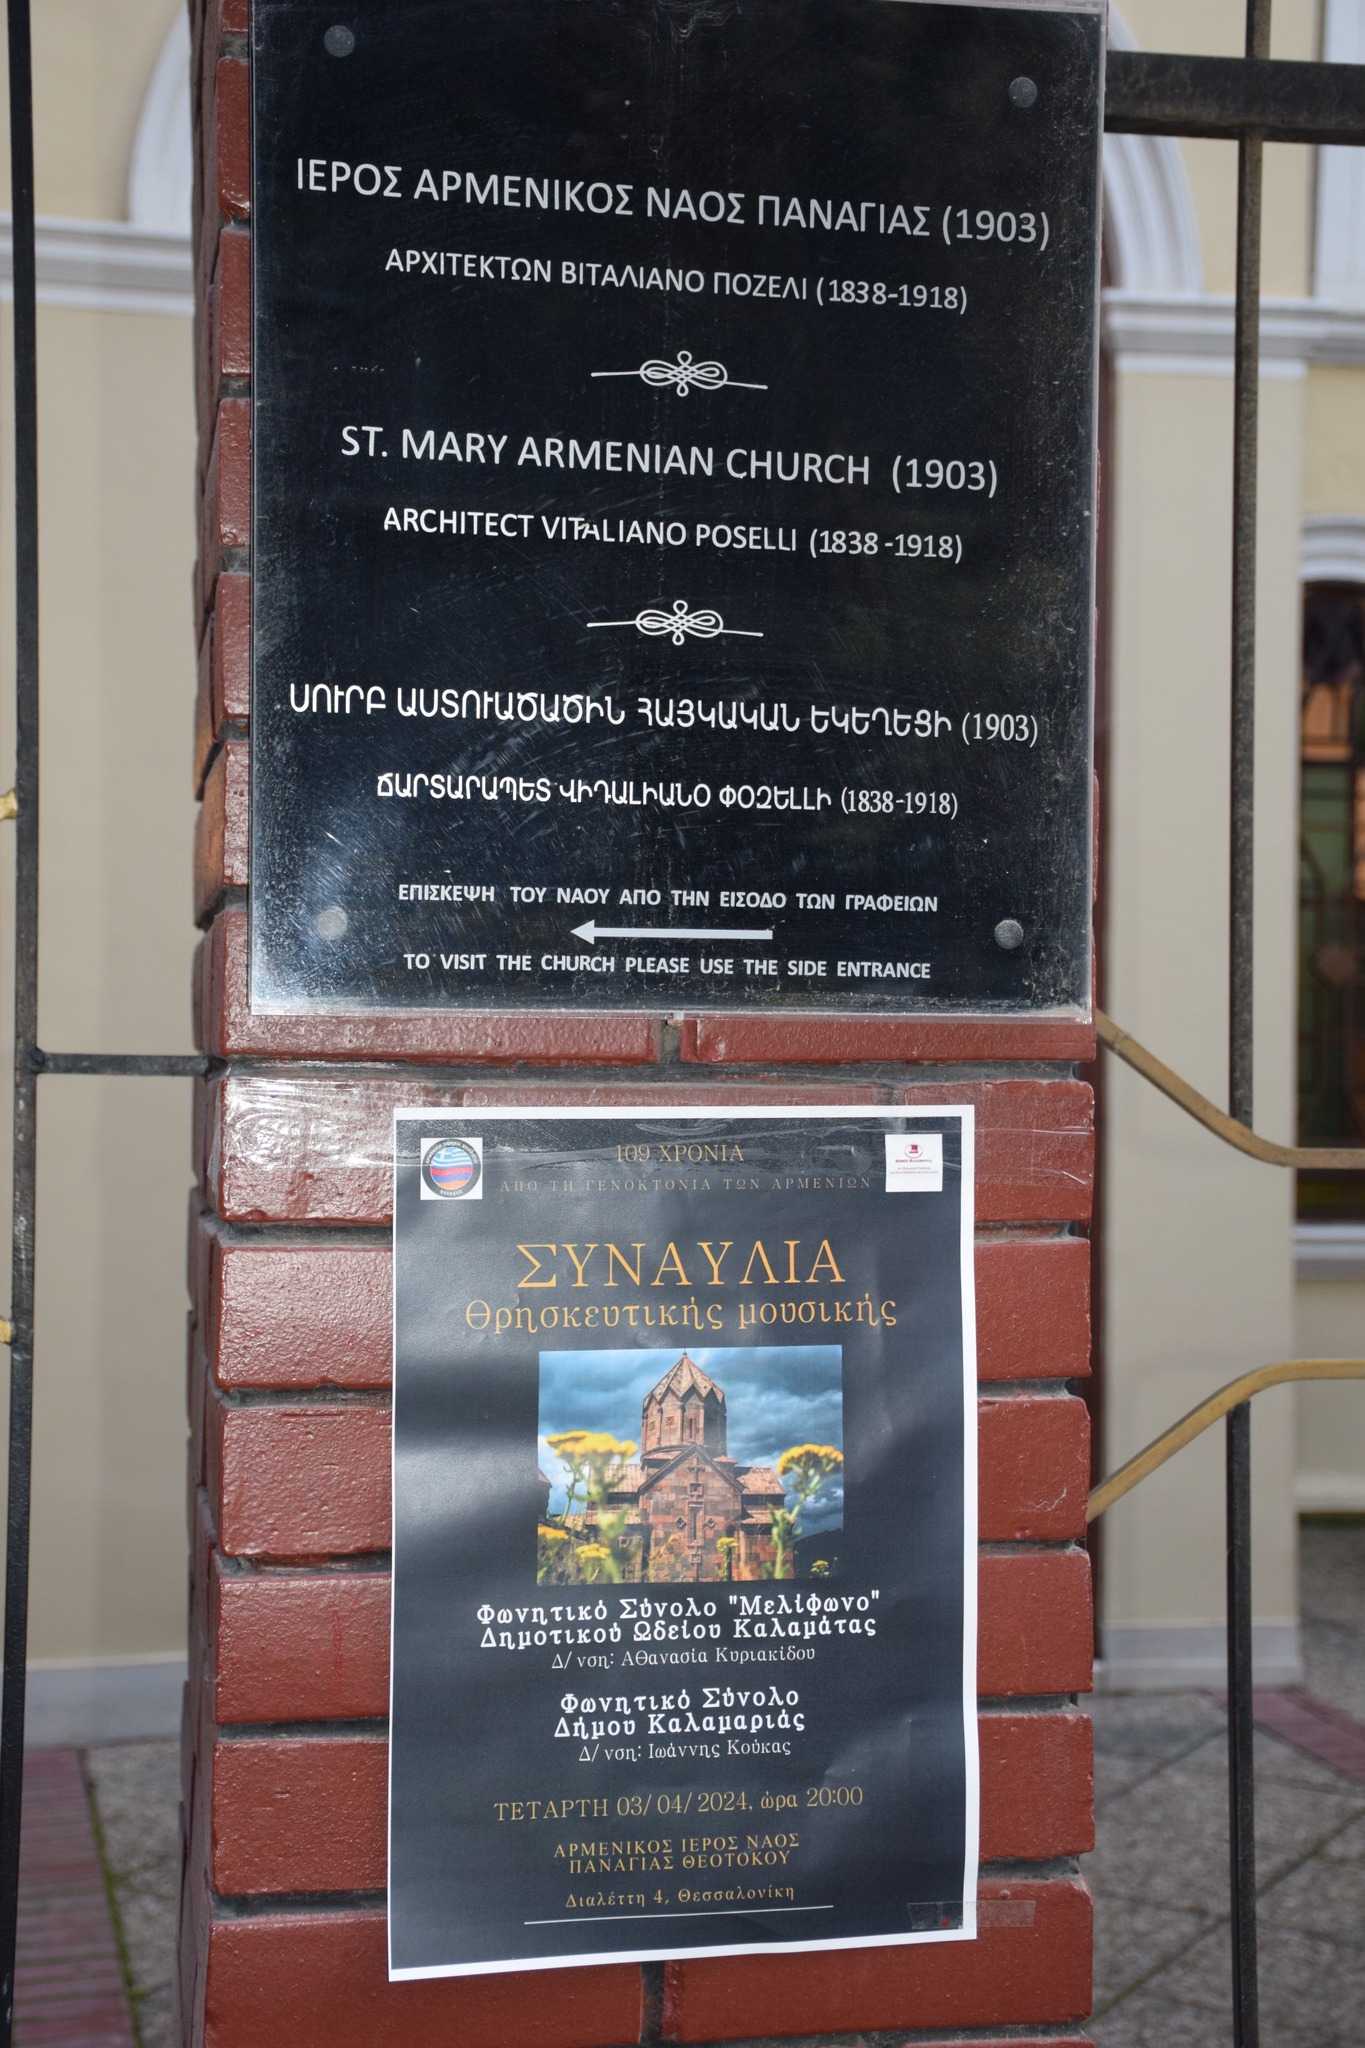 ΙΕΡΟΣ ΑΡΜΕΝΙΚΟΣ ΝΑΟΣ ΠΑΝΑΓΙΑΣ (1903)
ΑΡΧΙΤΕΚΤΩΝ ΒΙΤΑΛΙΑΝΟ ΠΟΖΕΛΙ (1838-1918)
ST. MARY ARMENIAN CHURCH (1903)
ARCHITECT VITALIANO POSELLI (1838-1918)
ՍՈՒՐԲ ԱՍՏՈՒԱԾԱԾԻՆ ՀԱՅԿԱԿԱՆ ԵԿԵՂԵՑԻ (1903)
ՃԱՐՏԱՐԱՊԵՏ ՎԻԴԱԼԻԱՆՕ ՓՕԶԵԼԼԻ (1838-1918)
ΕΠΙΣΚΕΨΗ ΤΟΥ ΝΑΟΥ ΑΠΟ ΤΗΝ ΕΙΣΟΔΟ ΤΩΝ ΓΡΑΦΕΙΩΝ
TO VISIT THE CHURCH PLEASE USE THE SIDE ENTRANCE
109 ΧΡΟΝΙΑ
ΑΠΟ ΤΗ ΓΕΝΟΚΤΟΝΙΑ ΤΩΝ ΑΡΜΕΝΙΩΝ
ΣΥΝΑΥΛΙΑ
Θρησκευτικής μουσικής
Φωνητικό Σύνολο "Μελίφωνο"
Δημοτικού Ωδείου Καλαμάτας
Δ/νση: Αθανασία Κυριακίδου
Φωνητικό Σύνολο
Δήμου Καλαμαριάς
Δ/νση: Ιωάννης Κούκας
ΤΕΤΑΡΤΗ 03/04/2024, ώρα 20:00
ΑΡΜΕΝΙΚΟΣ ΙΕΡΟΣ ΝΑΟΣ
ΠΑΝΑΓΙΑΣ ΘΕΟΤΟΚΟΥ
Διαλέττη 4, Θεσσαλονίκη